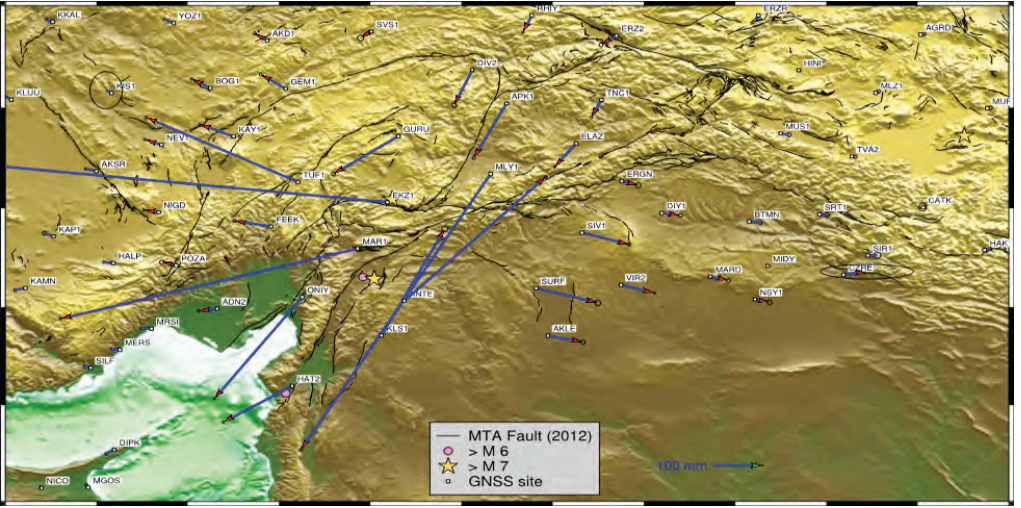 KKAL
YOZ1
AKD1
SVS1
RHIY
ERZ2
ERZR
AGRD
KLUU
KIS1
BOG1
GEM1
DIV2
HINI
MLZ1
APK1
TNC1
NEV1
KAY1
GURU
ELAZ
MUS1
TVA2
AKSR
TUF1
MLY1
ERGN
EKZ1
NIGD
FEEK
DIY1
BTMN
SRT1
CATK
KAP1
SIV1
MAR1
HALP
POZA
MIDY
SIR1
HAK
CZRE
KAMN
ONIY
ANTE
SURF
VIR2
MARD
NSY1
ADN2
MRSI
KLS1
AKLE
MERS
SILF
HAT2
MTA Fault (2012)
> M 6
> M 7
GNSS site
100 mm
DIPK
NICO
MGOS